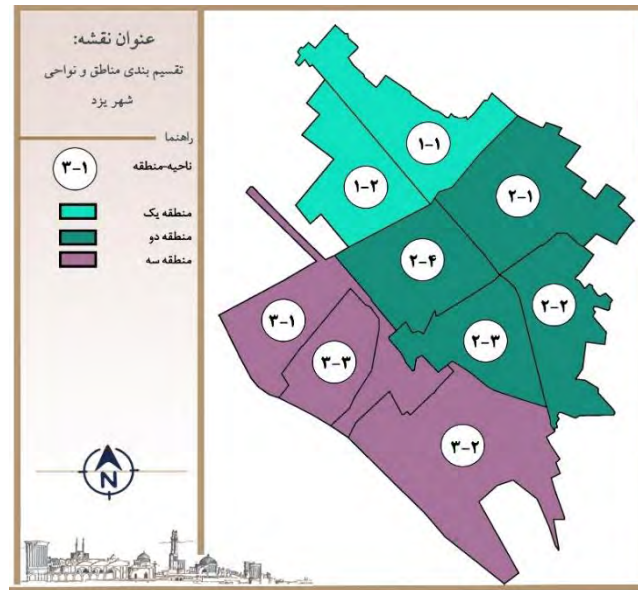 عنوان نقشه:
تقسیم بندی مناطق و نواحی
شهر یزد
راهنما
۳-۱ ناحیه-منطقه
منطقه یک
منطقه دو
منطقه سه
N
۱-۱
۱-۲
۲-۱
۲-۴
۲-۲
۳-۱
۲-۳
۳-۳
۳-۲